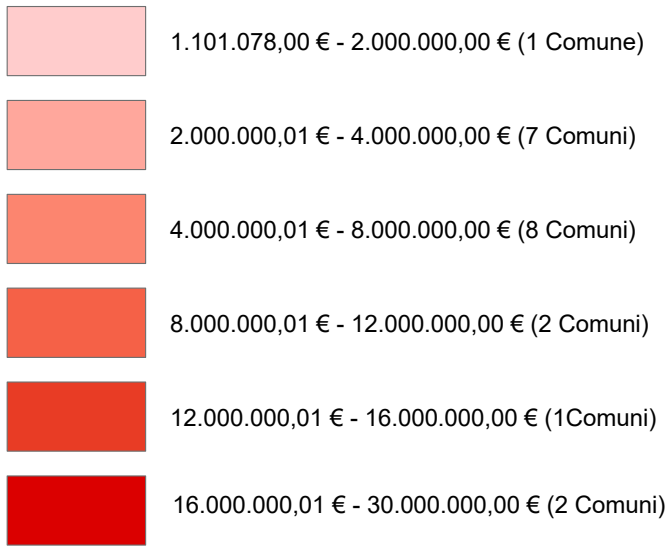 1.101.078,00 € - 2.000.000,00 € (1 Comune)
2.000.000,01 € - 4.000.000,00 € (7 Comuni)
4.000.000,01 € - 8.000.000,00 € (8 Comuni)
8.000.000,01 € - 12.000.000,00 € (2 Comuni)
12.000.000,01 € - 16.000.000,00 € (1Comuni)
16.000.000,01 € - 30.000.000,00 € (2 Comuni)